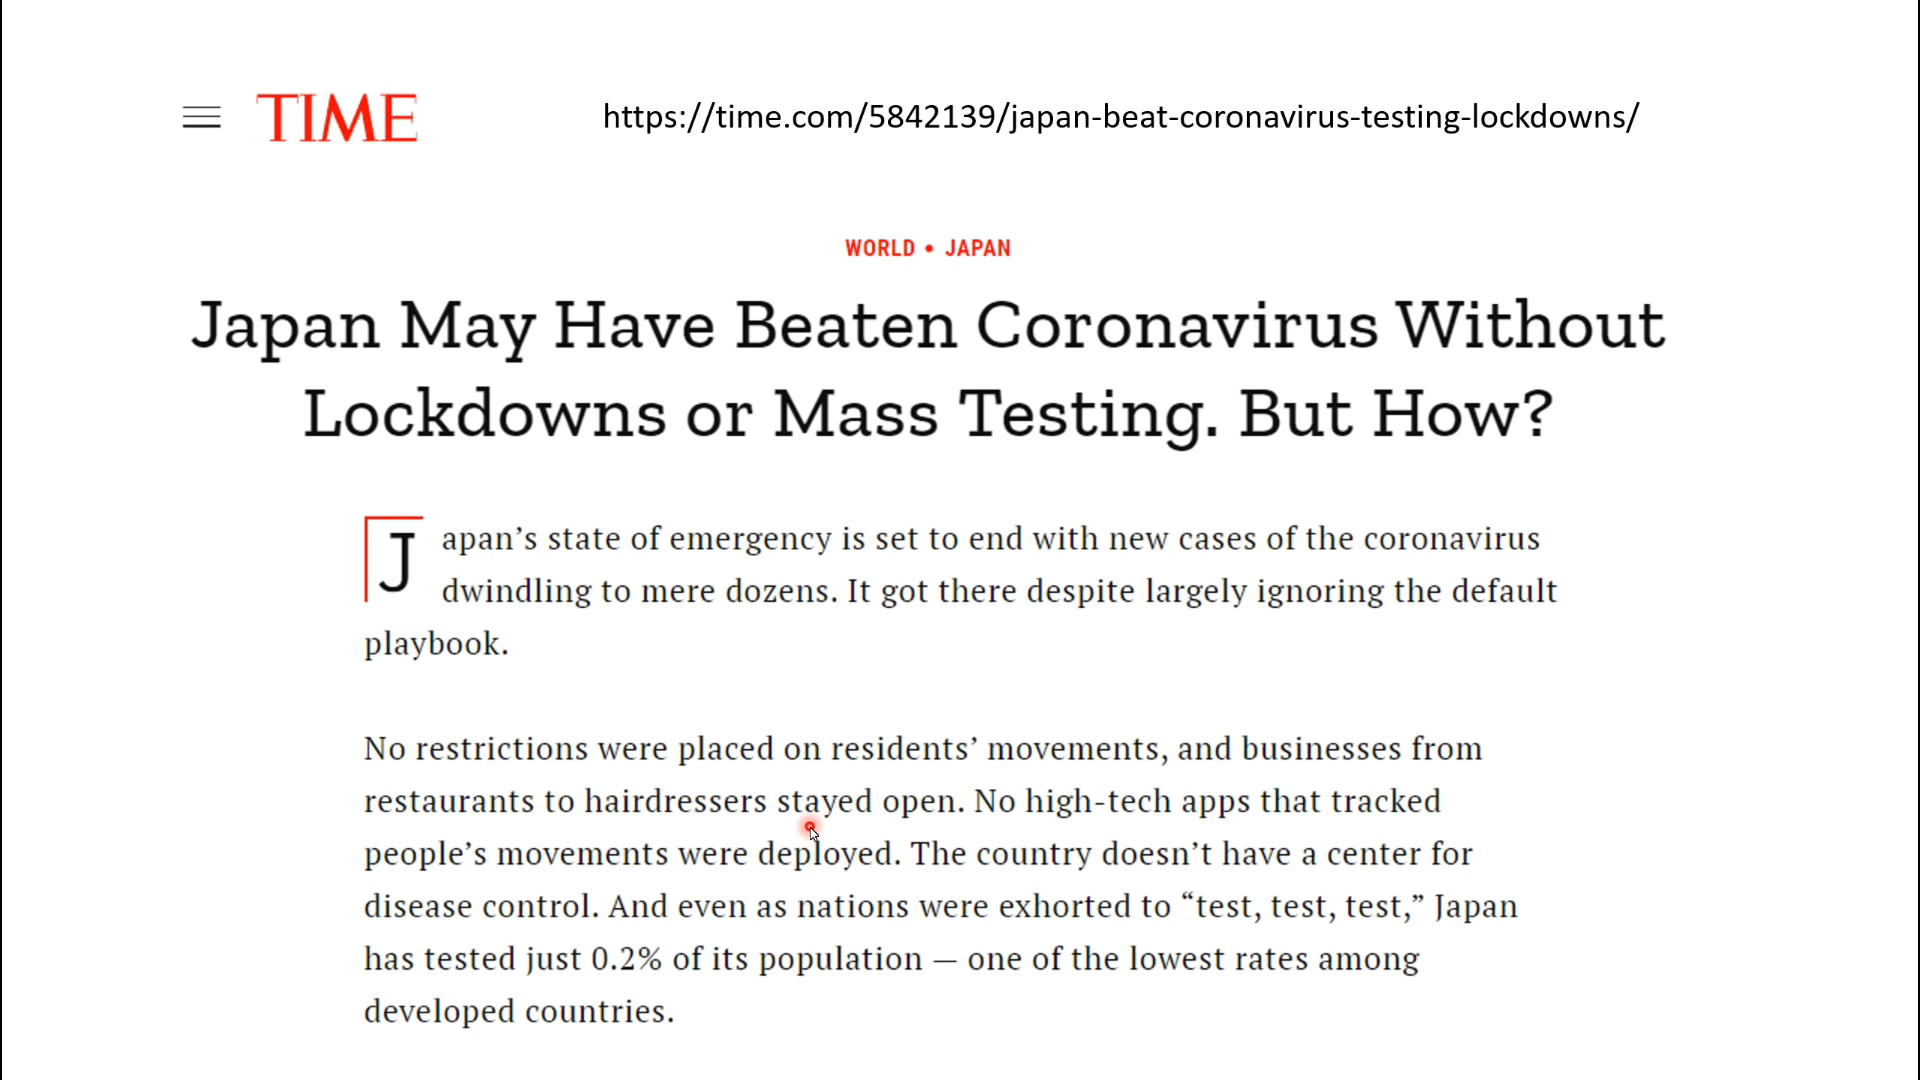 TIME
https://time.com/5842139/japan-beat-coronavirus-testing-lockdowns/
WORLD • JAPAN
Japan May Have Beaten Coronavirus Without
Lockdowns or Mass Testing. But How?
Japan’s state of emergency is set to end with new cases of the coronavirus
dwindling to mere dozens. It got there despite largely ignoring the default
playbook.
No restrictions were placed on residents’ movements, and businesses from
restaurants to hairdressers stayed open. No high-tech apps that tracked
people’s movements were deployed. The country doesn’t have a center for
disease control. And even as nations were exhorted to “test, test, test,” Japan
has tested just 0.2% of its population — one of the lowest rates among
developed countries.